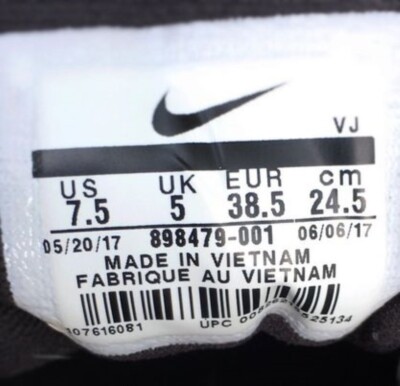 VJ
US UK EUR cm
7.5 5 38.5 24.5
05/20/17 898479-001 06/06/17
MADE IN VIETNAM
FABRIQUE AU VIETNAM
UPC